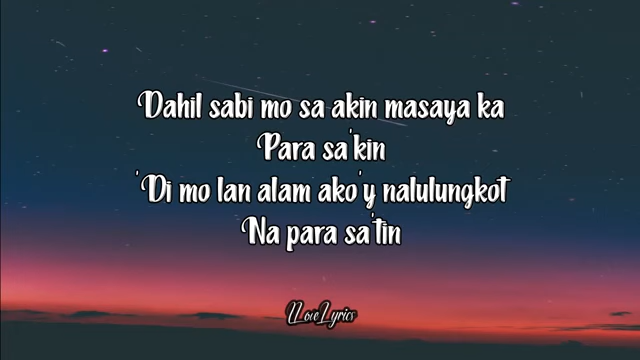 Dahil sabi mo sa akin masaya ka
Para sa'kin
'Di mo lan alam ako'y nalulungkot
Na para sa'tin
ILoveLyrics